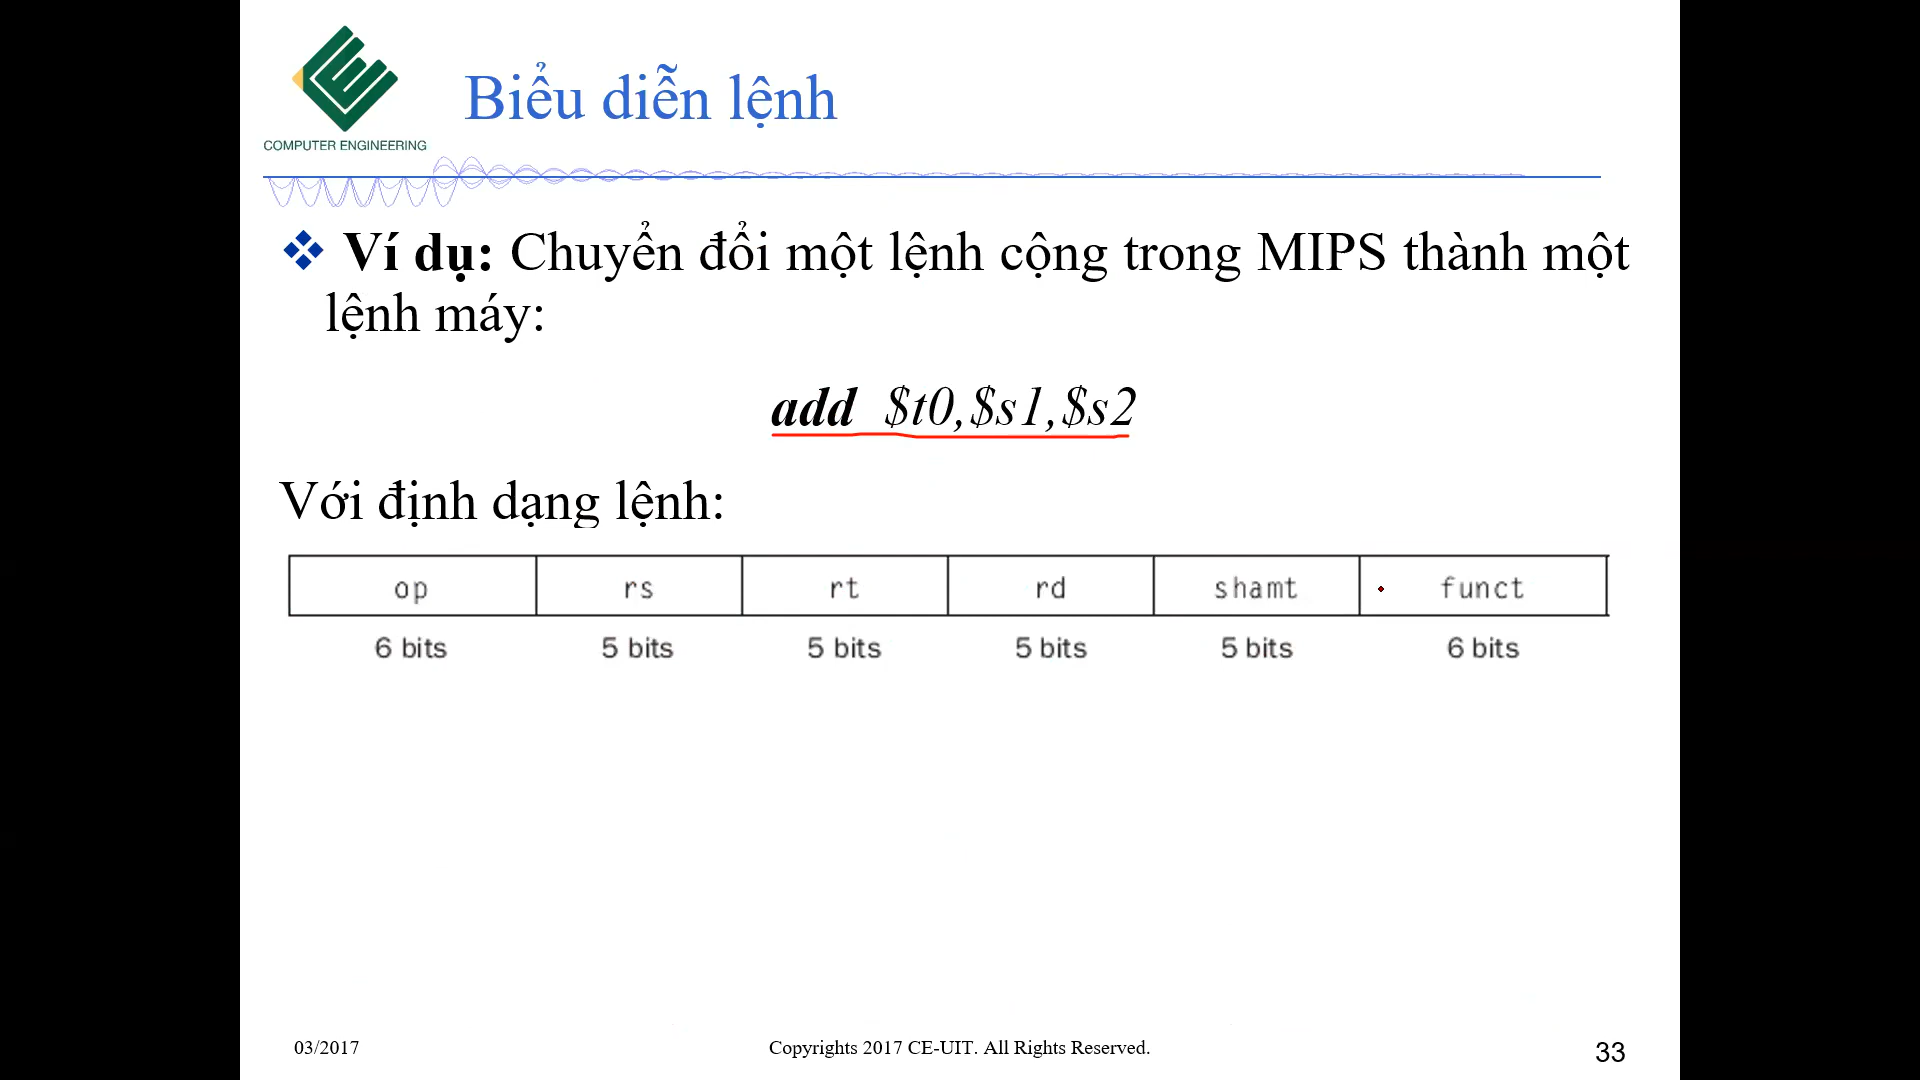 COMPUTER ENGINEERING
Biểu diễn lệnh
Ví dụ: Chuyển đổi một lệnh cộng trong MIPS thành một
lệnh máy:
add $t0,$s1,$s2
Với định dạng lệnh:
op rs rt rd shamt funct
6 bits 5 bits 5 bits 5 bits 5 bits 6 bits
03/2017 Copyrights 2017 CE-UIT. All Rights Reserved. 33